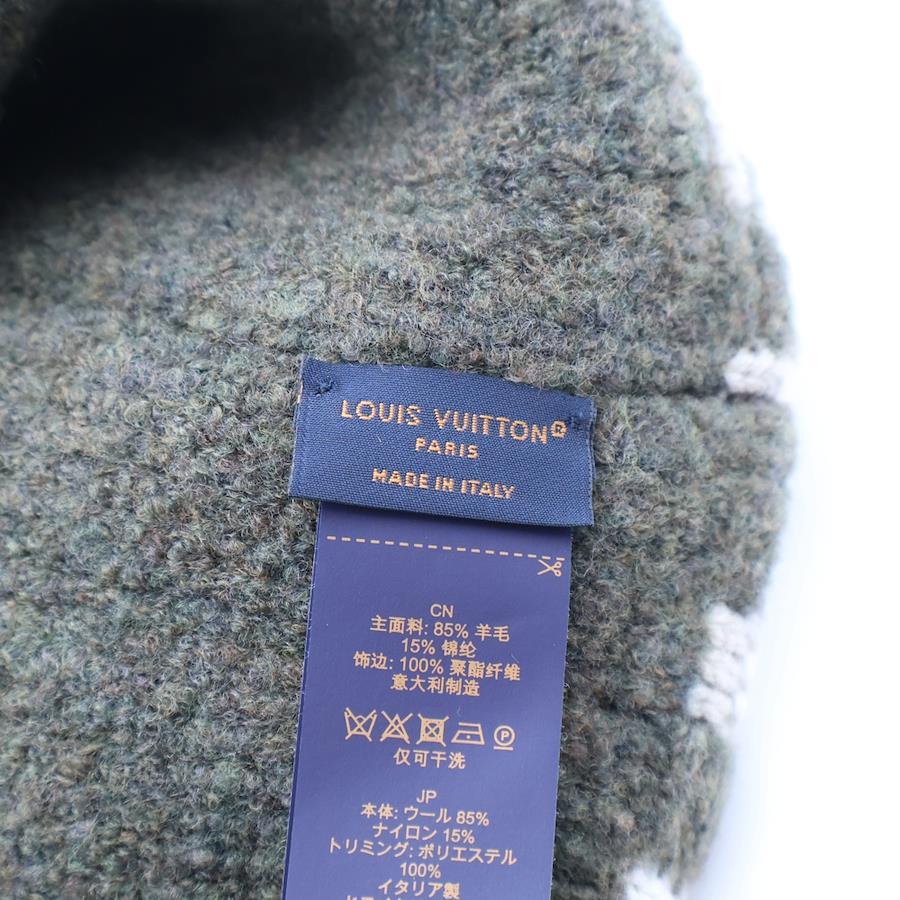 LOUIS VUITTON®
PARIS
MADE IN ITALY
CN
主面料: 85% 羊毛
15% 锦纶
饰边: 100% 聚酯纤维
意大利制造
P
仅可干洗
JP
本体: ウール 85%
ナイロン 15%
トリミング: ポリエステル
100%
イタリア製